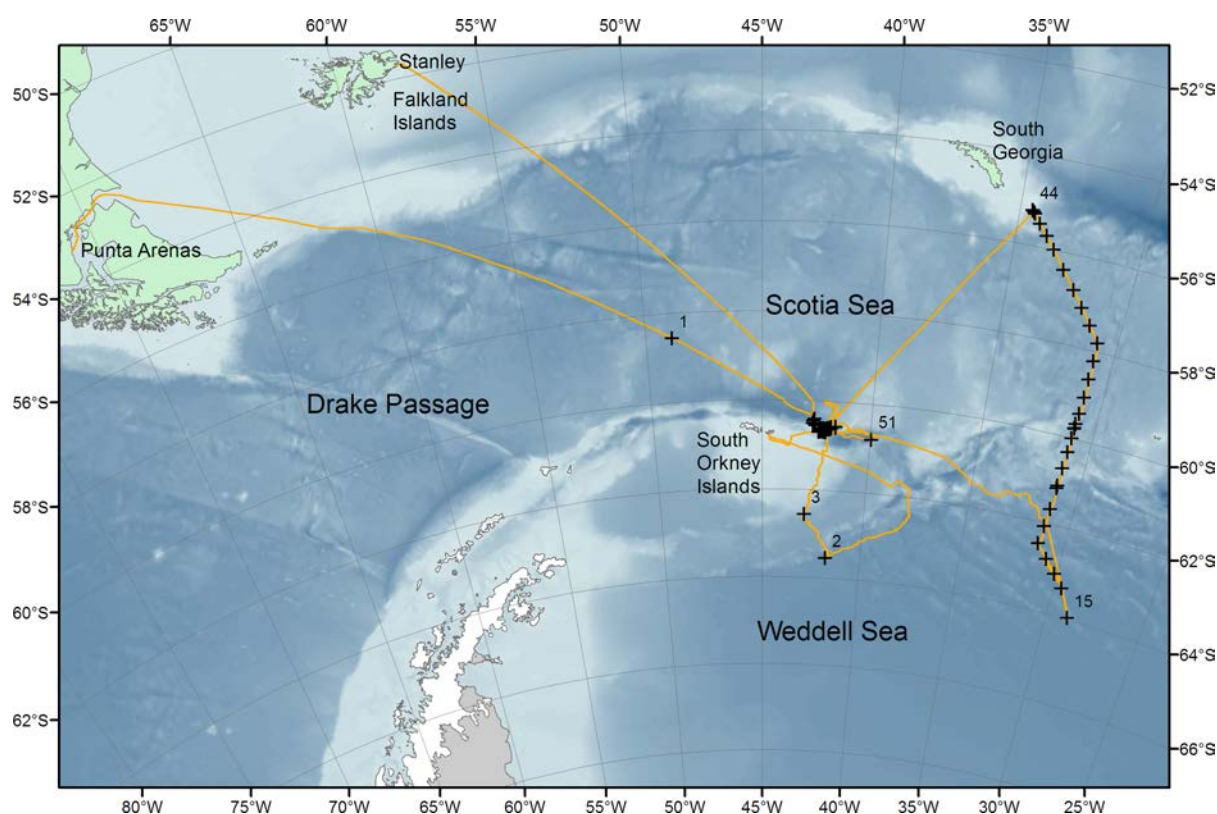 65°W 60°W 55°W 50°W 45°W 40°W 35°W
50°S
52°S
54°S
56°S
58°S
60°S
62°S
52°S
54°S
56°S
58°S
60°S
62°S
64°S
66°S
Stanley
Falkland
Islands
South
Georgia
44
Punta Arenas
Scotia Sea
1
Drake Passage
51
South
Orkney
Islands
3
2
15
Weddell Sea
80°W 75°W 70°W 65°W 60°W 55°W 50°W 45°W 40°W 35°W 30°W 25°W